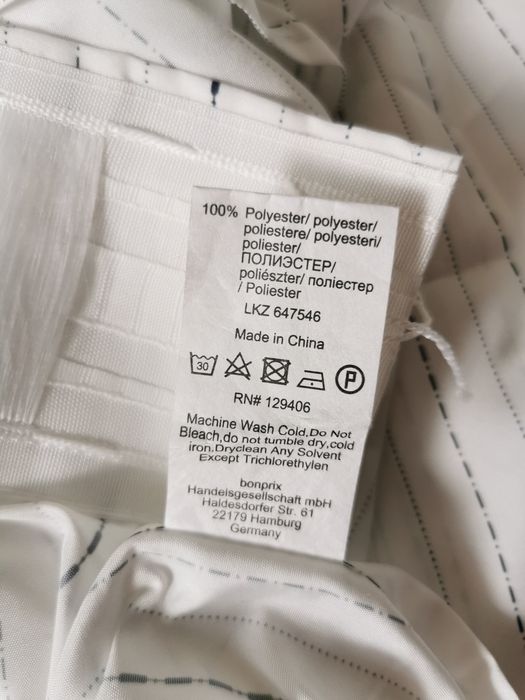 100% Polyester/ polyester/
poliestere/ polyesteri/
poliester/
ПОЛИЭСТЕР/
poliészter/ поліестер
/ Poliester
LKZ 647546
Made in China
30
P
RN# 129406
Machine Wash Cold,Do Not
Bleach,do not tumble dry,cold
iron.Dryclean Any Solvent
Except Trichlorethylen
bonprix
Handelsgesellschaft mbH
Haldesdorfer Str. 61
22179 Hamburg
Germany